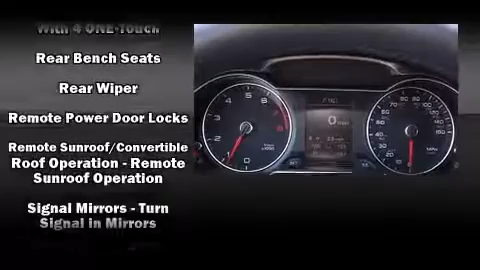 With 4 ONE-Touch
Rear Bench Seats
Rear Wiper
Remote Power Door Locks
Remote Sunroof/Convertible
Roof Operation - Remote
Sunroof Operation
Signal Mirrors - Turn
Signal in Mirrors